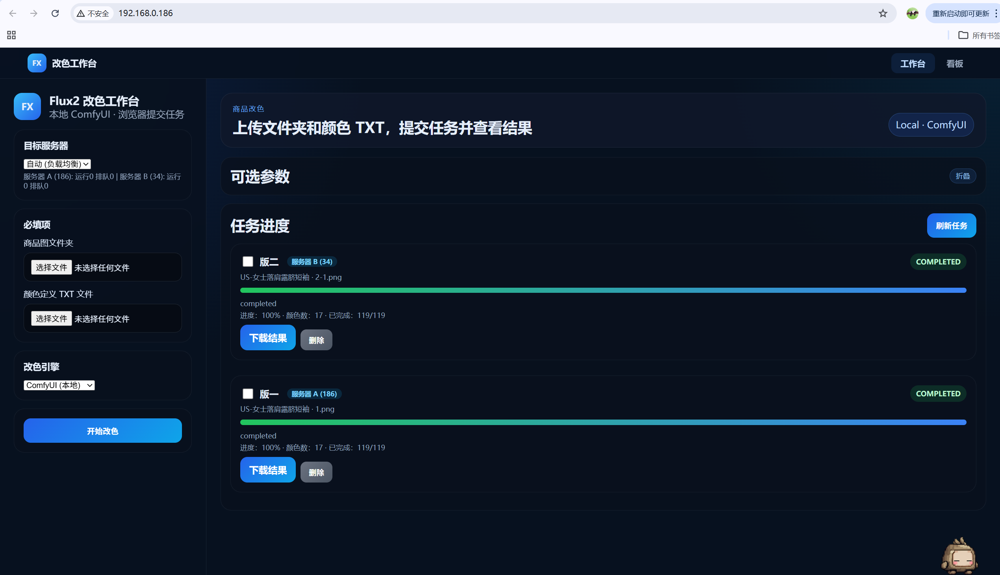 不安全 192.168.0.186
重新启动即可更新
所有书签
FX 改色工作台
工作台 看板
FX
Flux2 改色工作台
本地 ComfyUI · 浏览器提交任务
目标服务器
自动 (负载均衡)
服务器 A (186): 运行0 排队0 | 服务器 B (34): 运行
0 排队0
必填项
商品图文件夹
选择文件 未选择任何文件
颜色定义 TXT 文件
选择文件 未选择任何文件
改色引擎
ComfyUI (本地)
开始改色
商品改色
上传文件夹和颜色 TXT，提交任务并查看结果
Local · ComfyUI
可选参数
折叠
任务进度
刷新任务
版二 服务器 B (34)
COMPLETED
US-女士落肩露脐短袖 · 2-1.png
completed
进度：100% · 颜色数：17 · 已完成：119/119
下载结果 删除
版一 服务器 A (186)
COMPLETED
US-女士落肩露脐短袖 · 1.png
completed
进度：100% · 颜色数：17 · 已完成：119/119
下载结果 删除